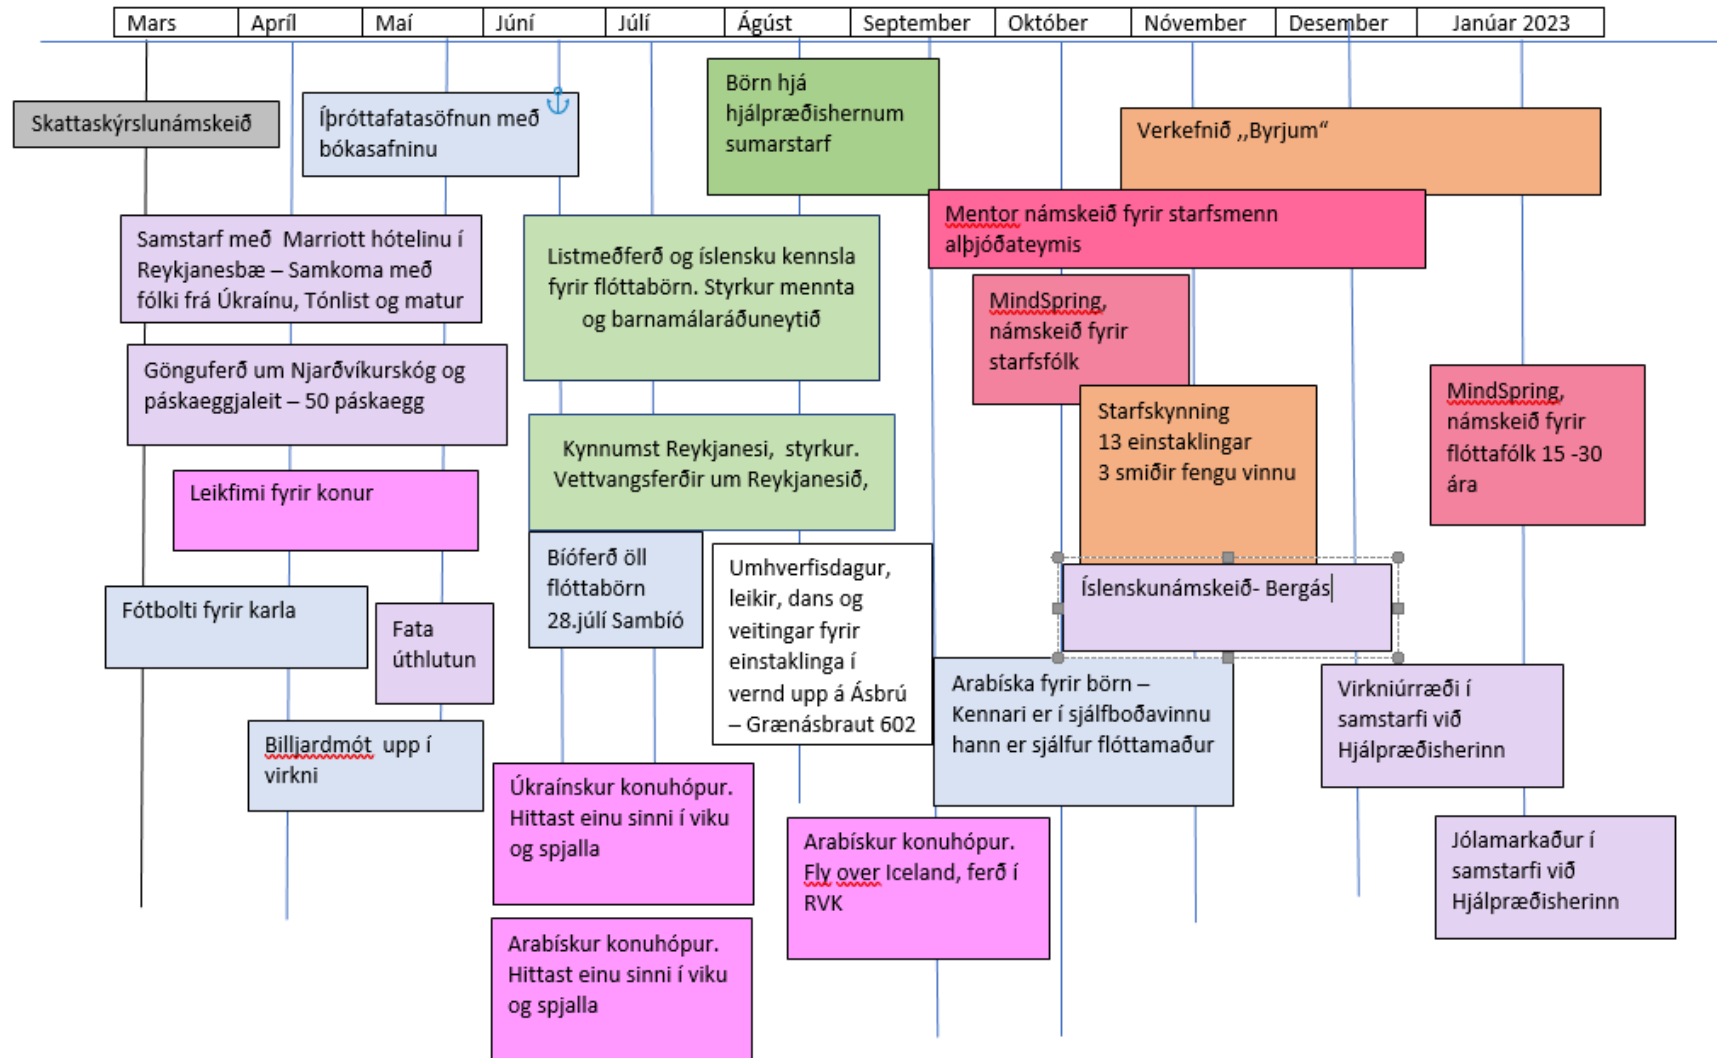 Mars
Apríl
Maí
Júní
Júlí
Ágúst
September
Október
Nóvember
Desember
Janúar 2023
Skattaskýrslunámskeið
Íþróttafatasöfnun með
bókasafninu
Börn hjá
hjálpræðishernum
sumarstarf
Verkefnið ,,Byrjum“
Mentor námskeið fyrir starfsmenn
alþjóðateymis
Samstarf með  Marriott hótelinu í
Reykjanesbæ – Samkoma með
fólki frá Úkraínu, Tónlist og matur
Listmeðferð og íslensku kennsla
fyrir flóttabörn. Styrkur mennta
og barnamálaráðuneytið
MindSpring,
námskeið fyrir
starfsfólk
Gönguferð um Njarðvíkurskóg og
páskaeggjaleit – 50 páskaegg
Starfskynning
13 einstaklingar
3 smiðir fengu vinnu
MindSpring,
námskeið fyrir
flóttafólk 15 -30
ára
Kynnumst Reykjanesi,  styrkur.
Vettvangsferðir um Reykjanesið,
Leikfimi fyrir konur
Bíóferð öll
flóttabörn
28.júlí Sambíó
Umhverfisdagur,
leikir, dans og
veitingar fyrir
einstaklinga í
vernd upp á Ásbrú
– Grænásbraut 602
Íslenskunámskeið- Bergás
Fótbolti fyrir karla
Fata
úthlutun
Arabíska fyrir börn –
Kennari er í sjálfboðavinnu
hann er sjálfur flóttamaður
Virkniúrræði í
samstarfi við
Hjálpræðisherinn
Billjardmót  upp í
virkni
Úkraínskur konuhópur.
Hittast einu sinni í viku
og spjalla
Arabískur konuhópur.
Fly over Iceland, ferð í
RVK
Jólamarkaður í
samstarfi við
Hjálpræðisherinn
Arabískur konuhópur.
Hittast einu sinni í viku
og spjalla